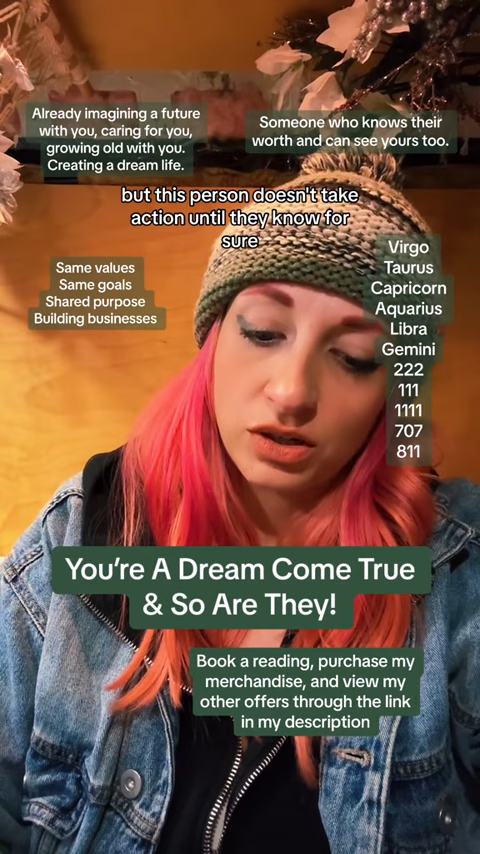 Already imagining a future
with you, caring for you,
growing old with you.
Creating a dream life.
Someone who knows their
worth and can see yours too.
but this person doesn't take
action until they know for
sure
Same values
Same goals
Shared purpose
Building businesses
Virgo
Taurus
Capricorn
Aquarius
Libra
Gemini
222
111
1111
707
811
You're A Dream Come True
& So Are They!
Book a reading, purchase my
merchandise, and view my
other offers through the link
in my description